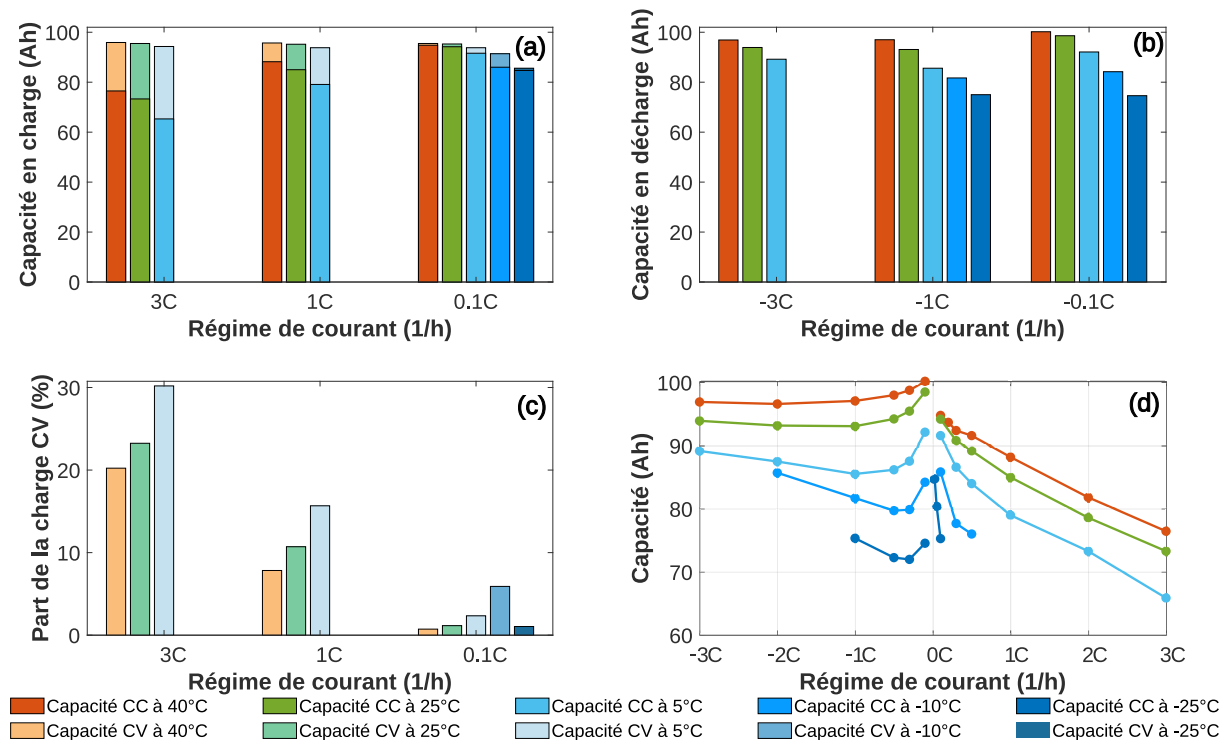 (a)
Capacité en charge (Ah)
100
80
60
40
20
0
3C 1C 0.1C
Régime de courant (1/h)
(b)
Capacité en décharge (Ah)
100
80
60
40
20
0
-3C -1C -0.1C
Régime de courant (1/h)
(c)
Part de la charge CV (%)
30
20
10
0
3C 1C 0.1C
Régime de courant (1/h)
(d)
Capacité (Ah)
100
90
80
70
60
-3C -2C -1C 0C 1C 2C 3C
Régime de courant (1/h)
Capacité CC à 40°C Capacité CC à 25°C Capacité CC à 5°C Capacité CC à -10°C Capacité CC à -25°C
Capacité CV à 40°C Capacité CV à 25°C Capacité CV à 5°C Capacité CV à -10°C Capacité CV à -25°C